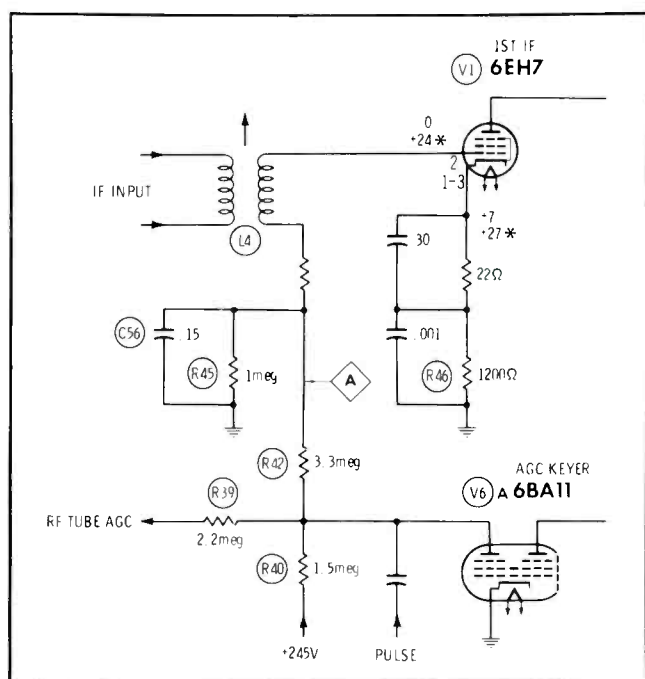 1ST IF
V1 6EH7
0
+24*
2
1-3
IF INPUT
L4
+7
+27*
30
22Ω
C56
.15
R45
1meg
A
.001
R46
1200Ω
R42
3.3meg
AGC KEYER
V6 A 6BA11
R39
RF TUBE AGC
2.2meg
R40
1.5meg
+245V
PULSE